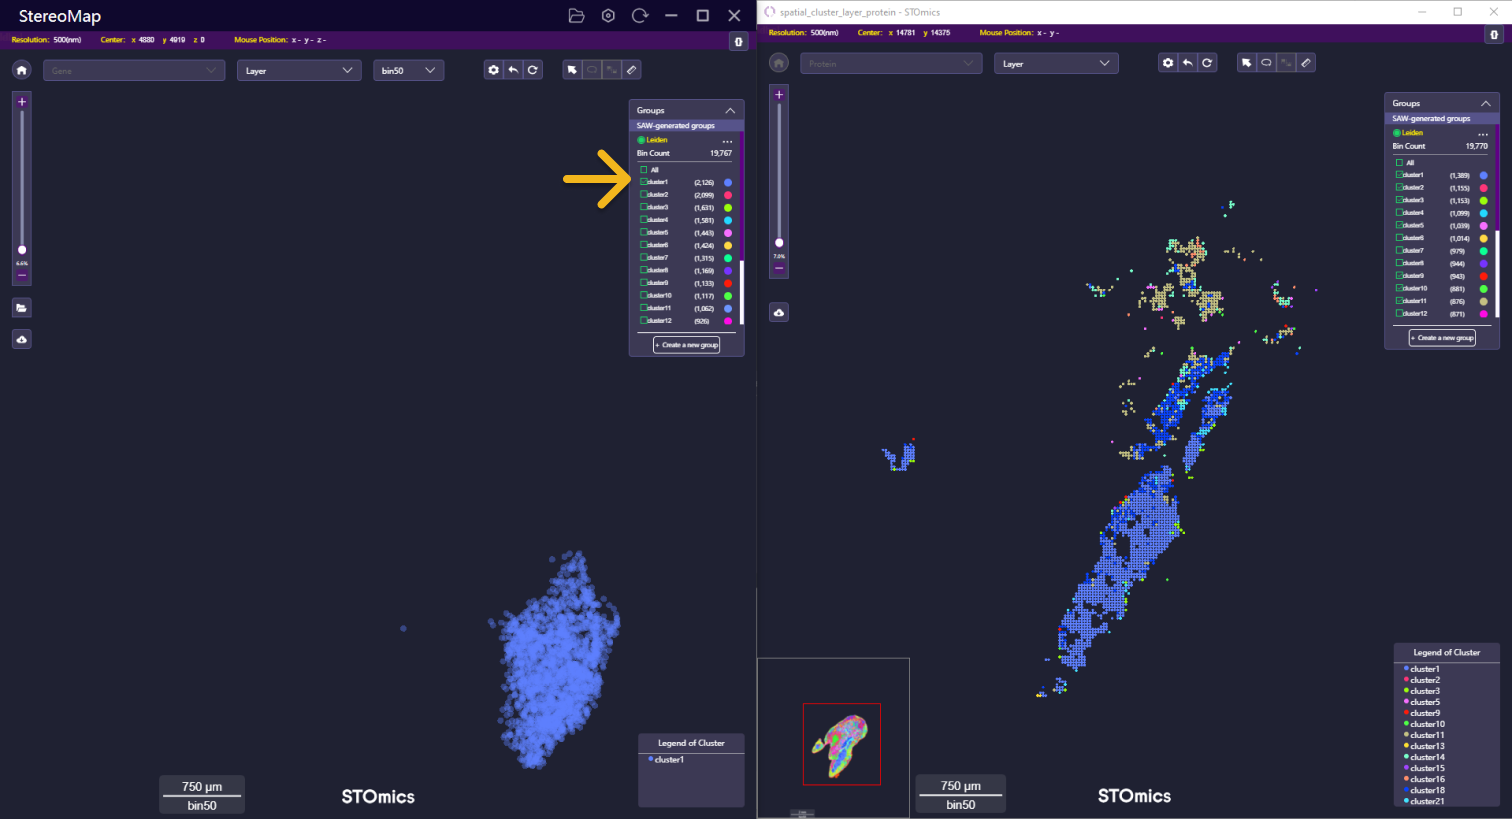 StereoMap
Resolution: 500(nm) Center: x 4880 y 4919 z 0 Mouse Position: x - y - z -
Gene
Layer
bin50
6.6%
Groups
SAW-generated groups
Leiden ...
Bin Count 19,767
All
cluster1 (2,126)
cluster2 (2,099)
cluster3 (1,631)
cluster4 (1,581)
cluster5 (1,443)
cluster6 (1,424)
cluster7 (1,315)
cluster8 (1,169)
cluster9 (1,133)
cluster10 (1,117)
cluster11 (1,062)
cluster12 (926)
+ Create a new group
Legend of Cluster
cluster1
750 μm
bin50
STOmics
spatial_cluster_layer_protein - STOmics
Resolution: 500(nm) Center: x 14781 y 14375 Mouse Position: x - y -
Protein
Layer
7.0%
Groups
SAW-generated groups
Leiden ...
Bin Count 19,770
All
cluster1 (1,389)
cluster2 (1,155)
cluster3 (1,153)
cluster4 (1,099)
cluster5 (1,039)
cluster6 (1,014)
cluster7 (979)
cluster8 (944)
cluster9 (943)
cluster10 (881)
cluster11 (876)
cluster12 (871)
+ Create a new group
Legend of Cluster
cluster1
cluster2
cluster3
cluster5
cluster9
cluster10
cluster11
cluster13
cluster14
cluster15
cluster16
cluster18
cluster21
750 μm
bin50
STOmics